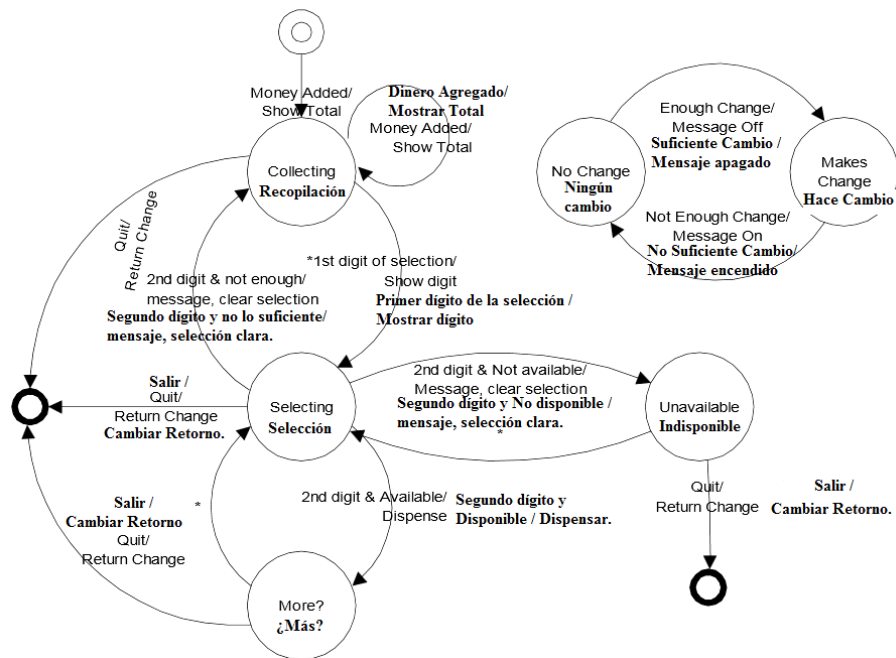 Money Added/
Show Total
Dinero Agregado/
Mostrar Total
Money Added/
Show Total
Collecting
Recopilación
Quit/
Return Change
2nd digit & not enough/
message, clear selection
Segundo dígito y no lo suficiente/
mensaje, selección clara.
*1st digit of selection/
Show digit
Primer dígito de la selección /
Mostrar dígito
Enough Change/
Message Off
Suficiente Cambio /
Mensaje apagado
No Change
Ningún
cambio
Makes
Change /
Hace Cambio
Not Enough Change/
Message On
No Suficiente Cambio/
Mensaje encendido
Salir /
Quit/
Return Change
Cambiar Retorno.
Selecting
Selección
2nd digit & Not available/
Message, clear selection
Segundo dígito y No disponible /
mensaje, selección clara.
*
Unavailable
Indisponible
Salir /
Cambiar Retorno
Quit/
Return Change
*
2nd digit & Available/
Dispense
Segundo dígito y
Disponible / Dispensar.
Quit/
Return Change
Salir /
Cambiar Retorno.
More?
¿Más?